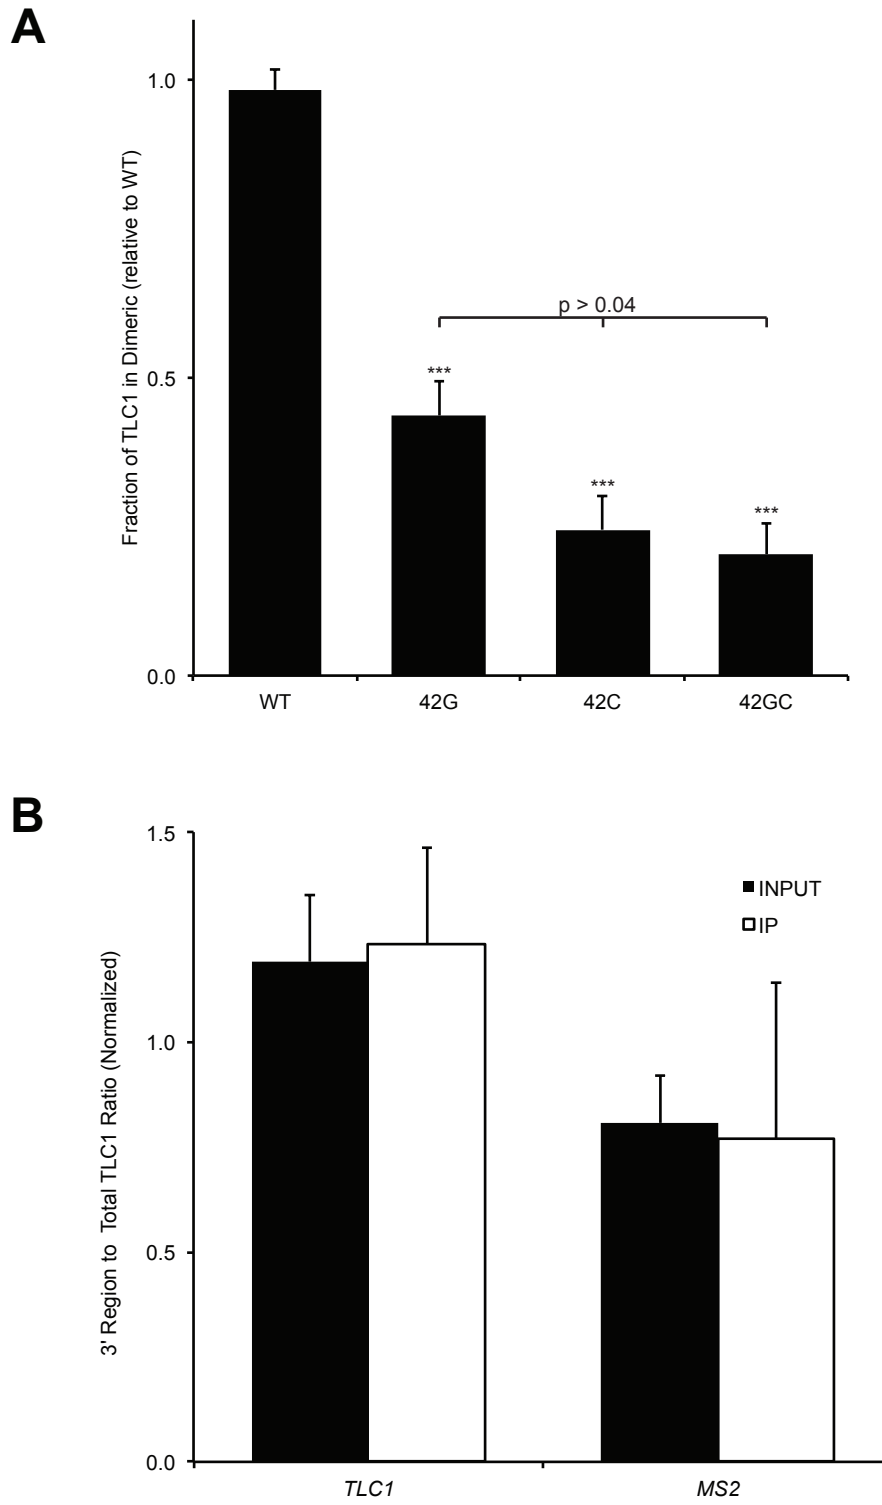 A
Fraction of TLC1 in Dimeric (relative to WT)
1.0
0.5
0.0
p > 0.04
***
***
***
WT 42G 42C 42GC
B
3' Region to Total TLC1 Ratio (Normalized)
1.5
1.0
0.5
0.0
INPUT
IP
TLC1 MS2